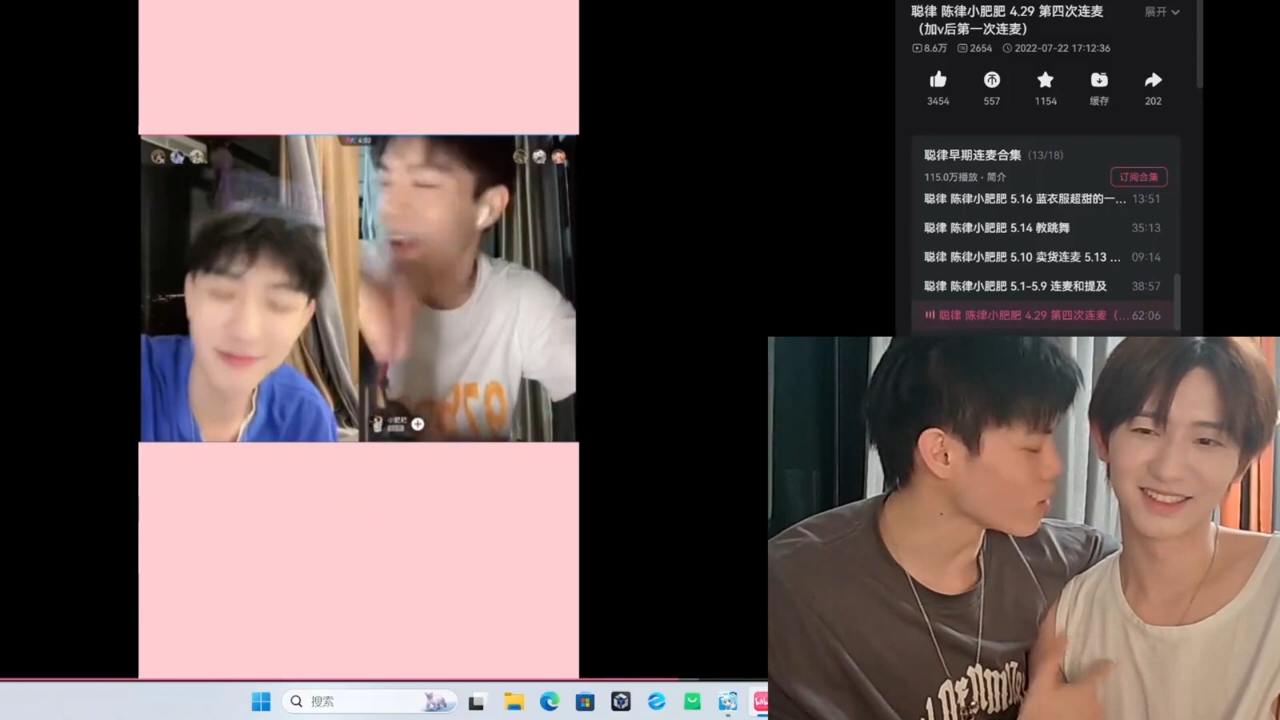 聪律 陈律小肥肥 4.29 第四次连麦
（加v后第一次连麦）
展开
8.6万 2654 2022-07-22 17:12:36
3454 557 1154 缓存 202
聪律早期连麦合集 (13/18)
115.0万播放 · 简介
订阅合集
聪律 陈律小肥肥 5.16 蓝衣服超甜的一... 13:51
聪律 陈律小肥肥 5.14 教跳舞 35:13
聪律 陈律小肥肥 5.10 卖货连麦 5.13 ... 09:14
聪律 陈律小肥肥 5.1-5.9 连麦和提及 38:57
聪律 陈律小肥肥 4.29 第四次连麦（... 62:06
4:02
小肥肥
搜索